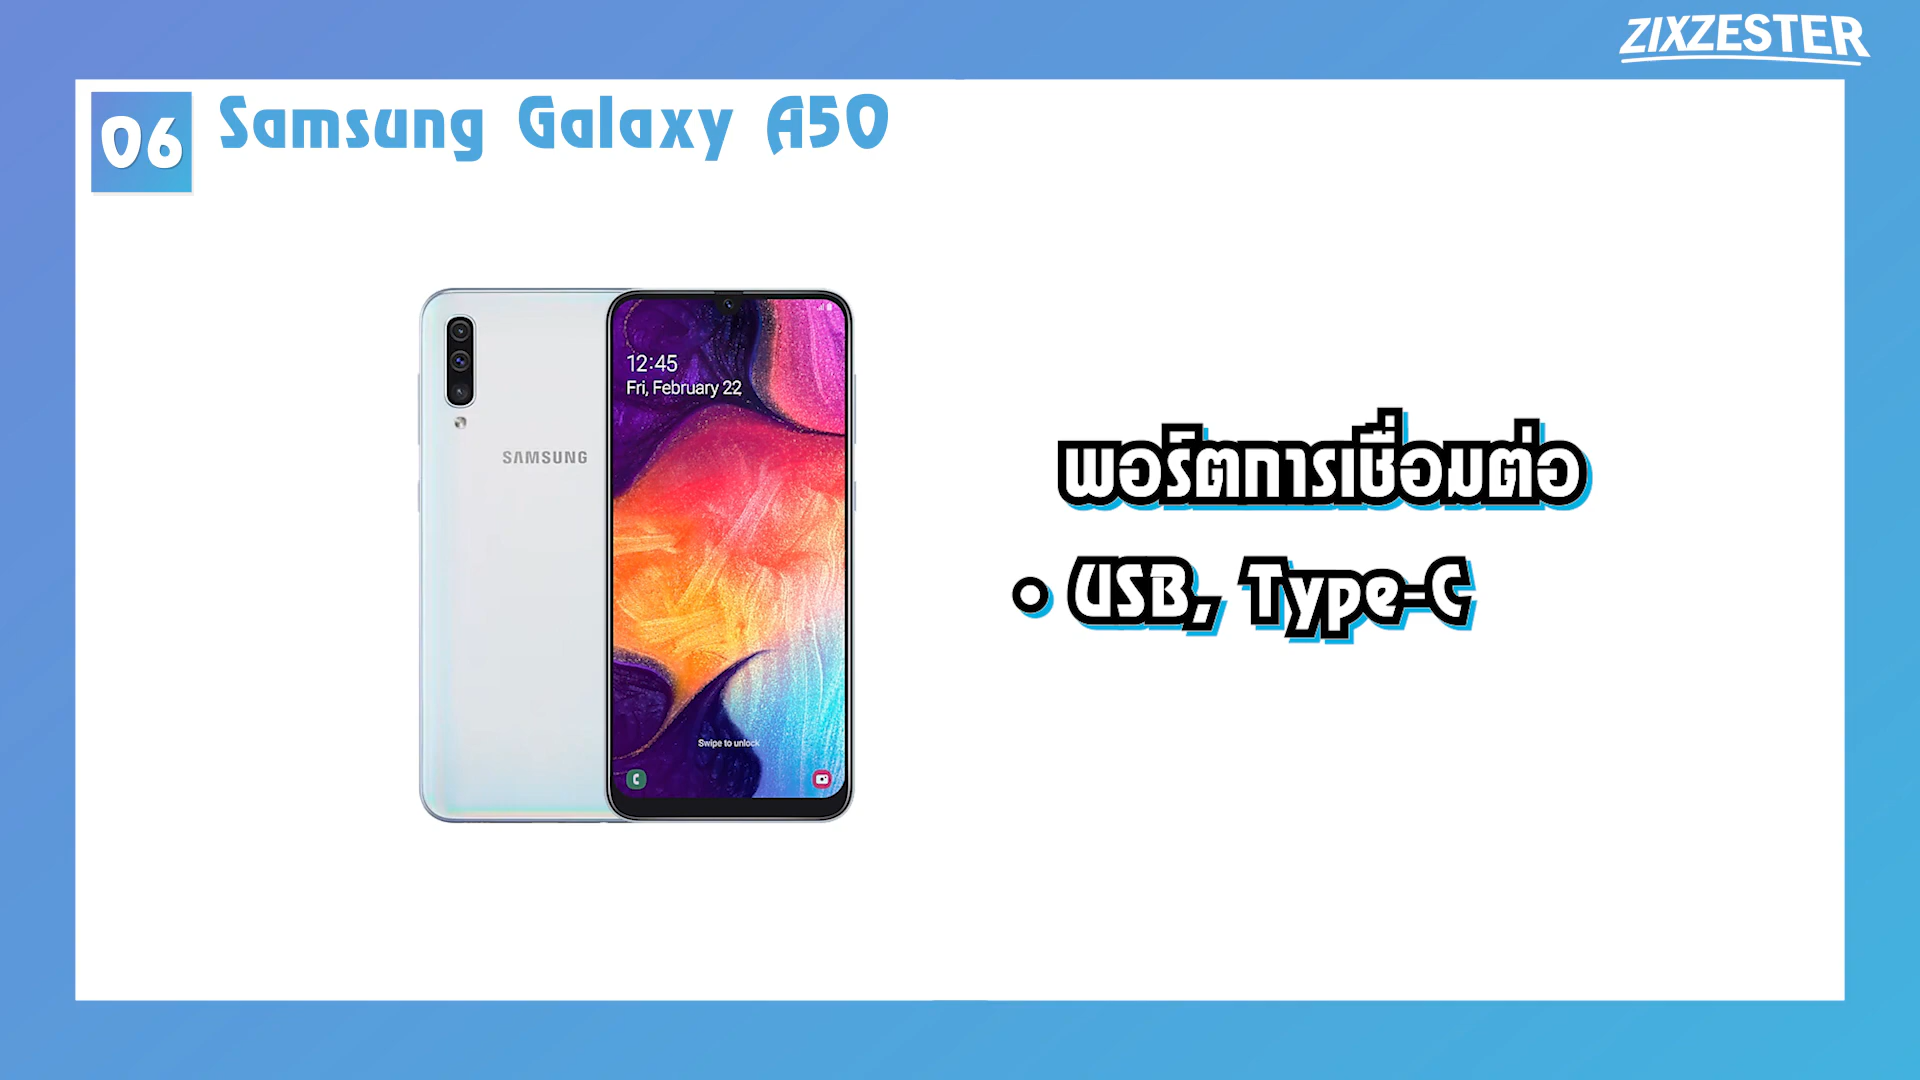 ZIXZESTER
06
Samsung Galaxy A50
12:45
Fri, February 22
SAMSUNG
Swipe to unlock
พอร์ตการเชื่อมต่อ
• USB, Type-C